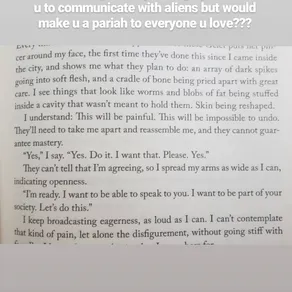 u to communicate with aliens but would
make u a pariah to everyone u love???
cer around my face, the first time they've done this since I came inside
the city, and shows me what they plan to do: an array of dark spikes
going into soft flesh, and a cradle of bone being pried apart with great
care. I see things that look like worms and blobs of fat being stuffed
inside a cavity that wasn't meant to hold them. Skin being reshaped.
I understand: This will be painful. This will be impossible to undo.
They'll need to take me apart and reassemble me, and they cannot guar-
antee mastery.
"Yes," I say. "Yes. Do it. I want that. Please. Yes."
They can't tell that I'm agreeing, so I spread my arms as wide as I can,
indicating openness.
"I'm ready. I want to be able to speak to you. I want to be part of your
society. Let's do this."
I keep broadcasting eagerness, as loud as I can. I can't contemplate
that kind of pain, let alone the disfigurement, without going stiff with